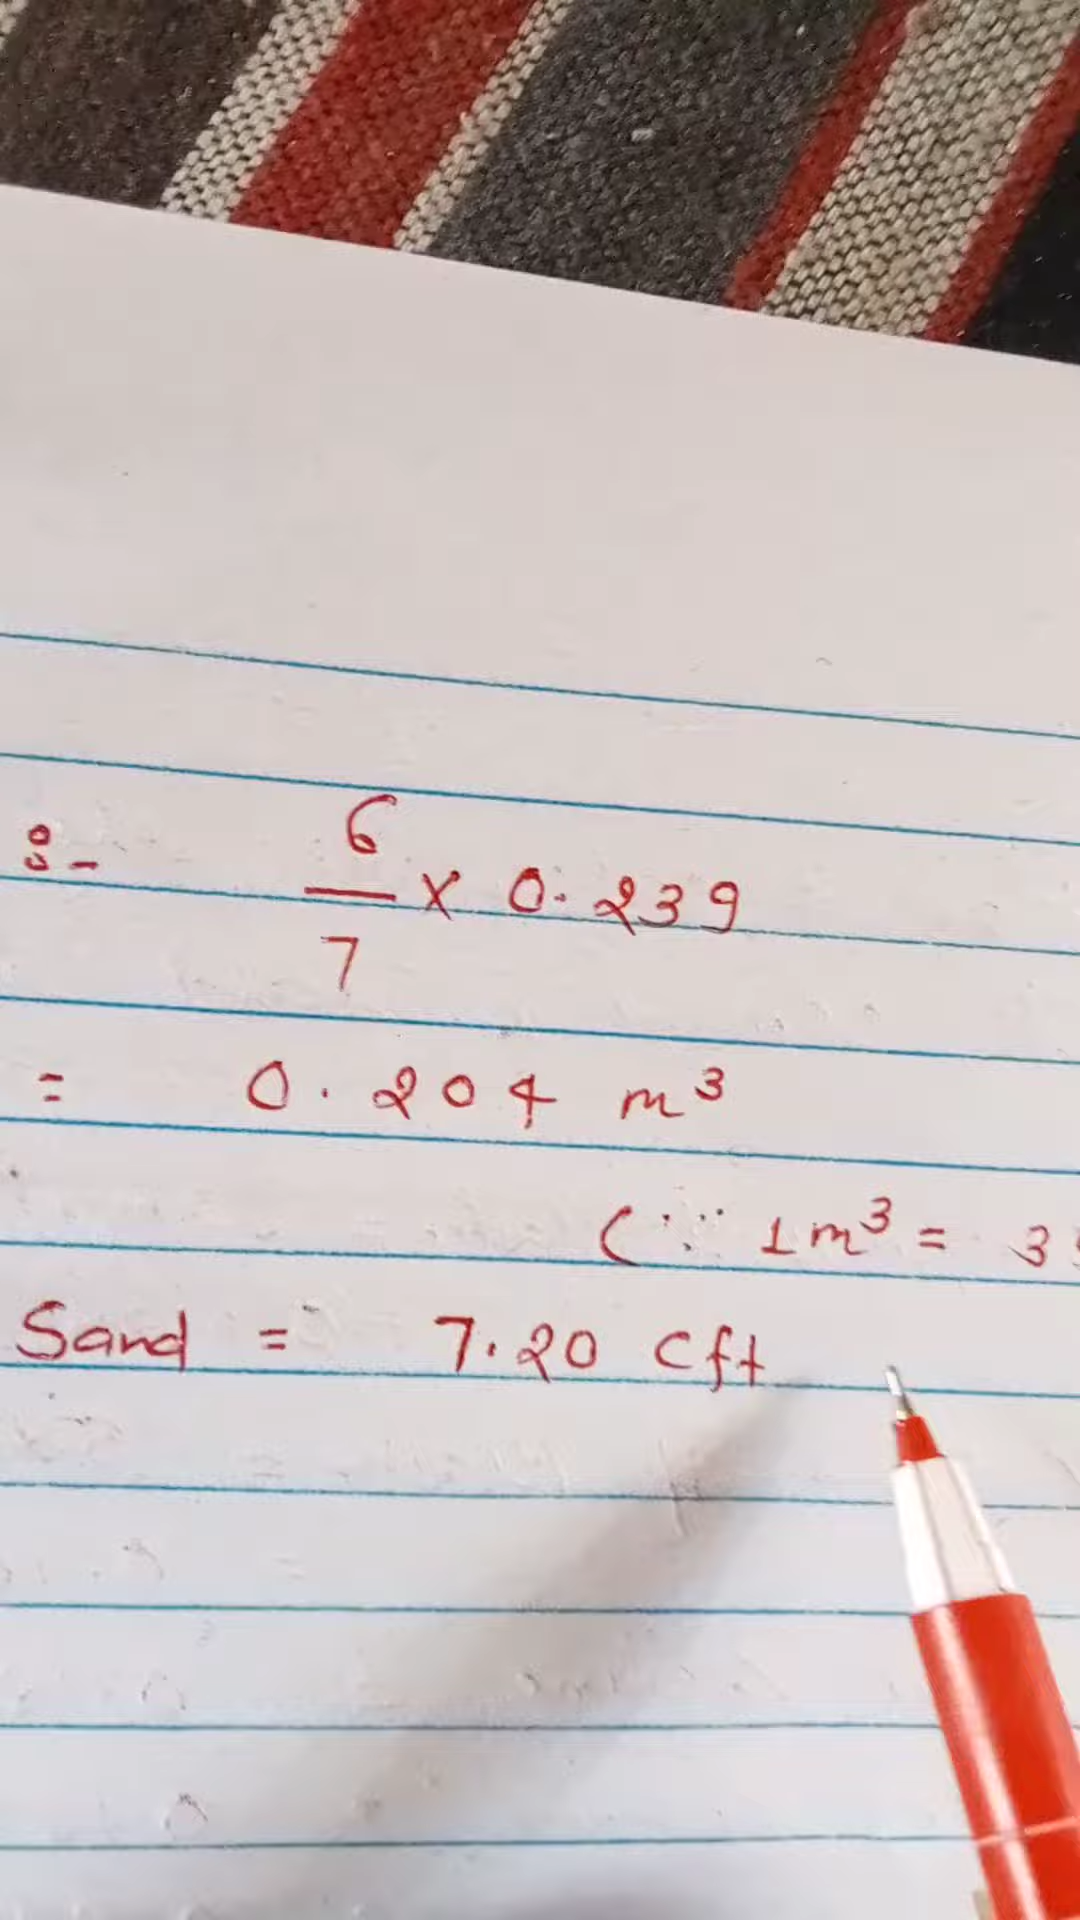 :- 6/7 x 0.239
= 0.204 m³
(∵ 1m³ = 3
Sand = 7.20 Cft